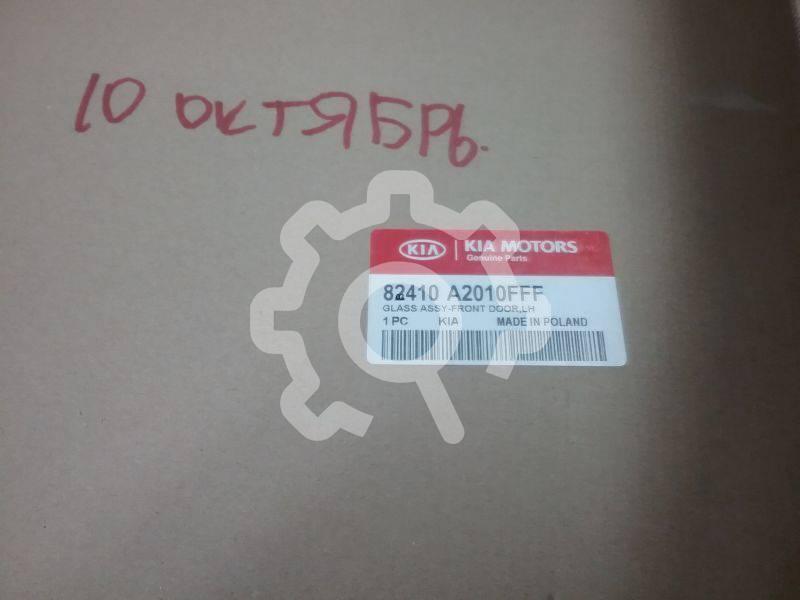 10 ОКТЯБРЬ.
KIA KIA MOTORS
Genuine Parts
82410 A2010FFF
GLASS ASSY-FRONT DOOR,LH
1 PC KIA MADE IN POLAND